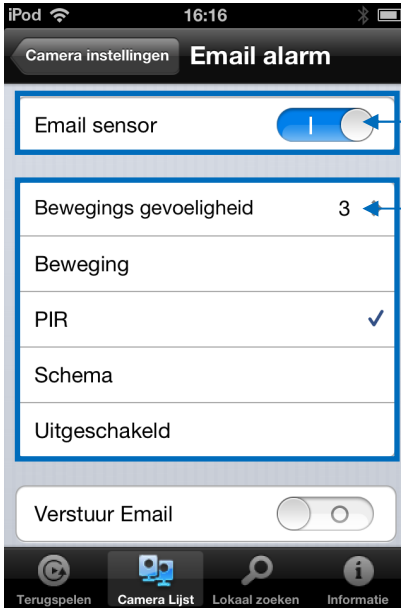 iPod 16:16
Camera instellingen Email alarm
Email sensor
Bewegings gevoeligheid 3
Beweging
PIR
Schema
Uitgeschakeld
Verstuur Email
Terugspelen Camera Lijst Lokaal zoeken Informatie